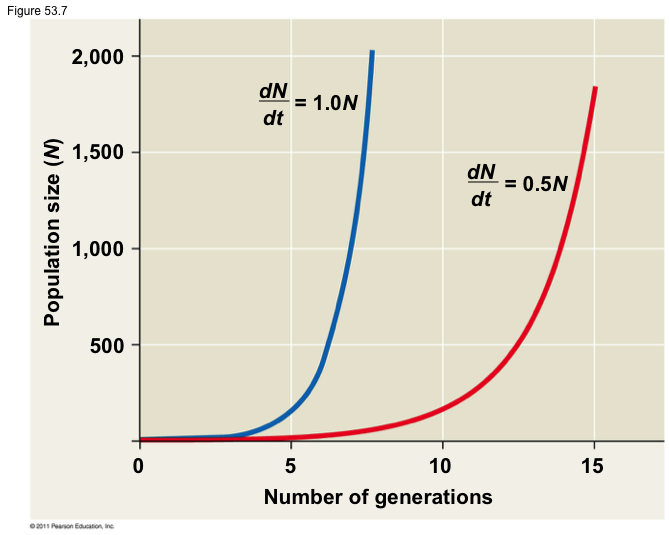 Figure 53.7
2,000
1,500
1,000
500
Population size (N)
dN
dt
= 1.0N
dN
dt
= 0.5N
0 5 10 15
Number of generations
© 2011 Pearson Education, Inc.